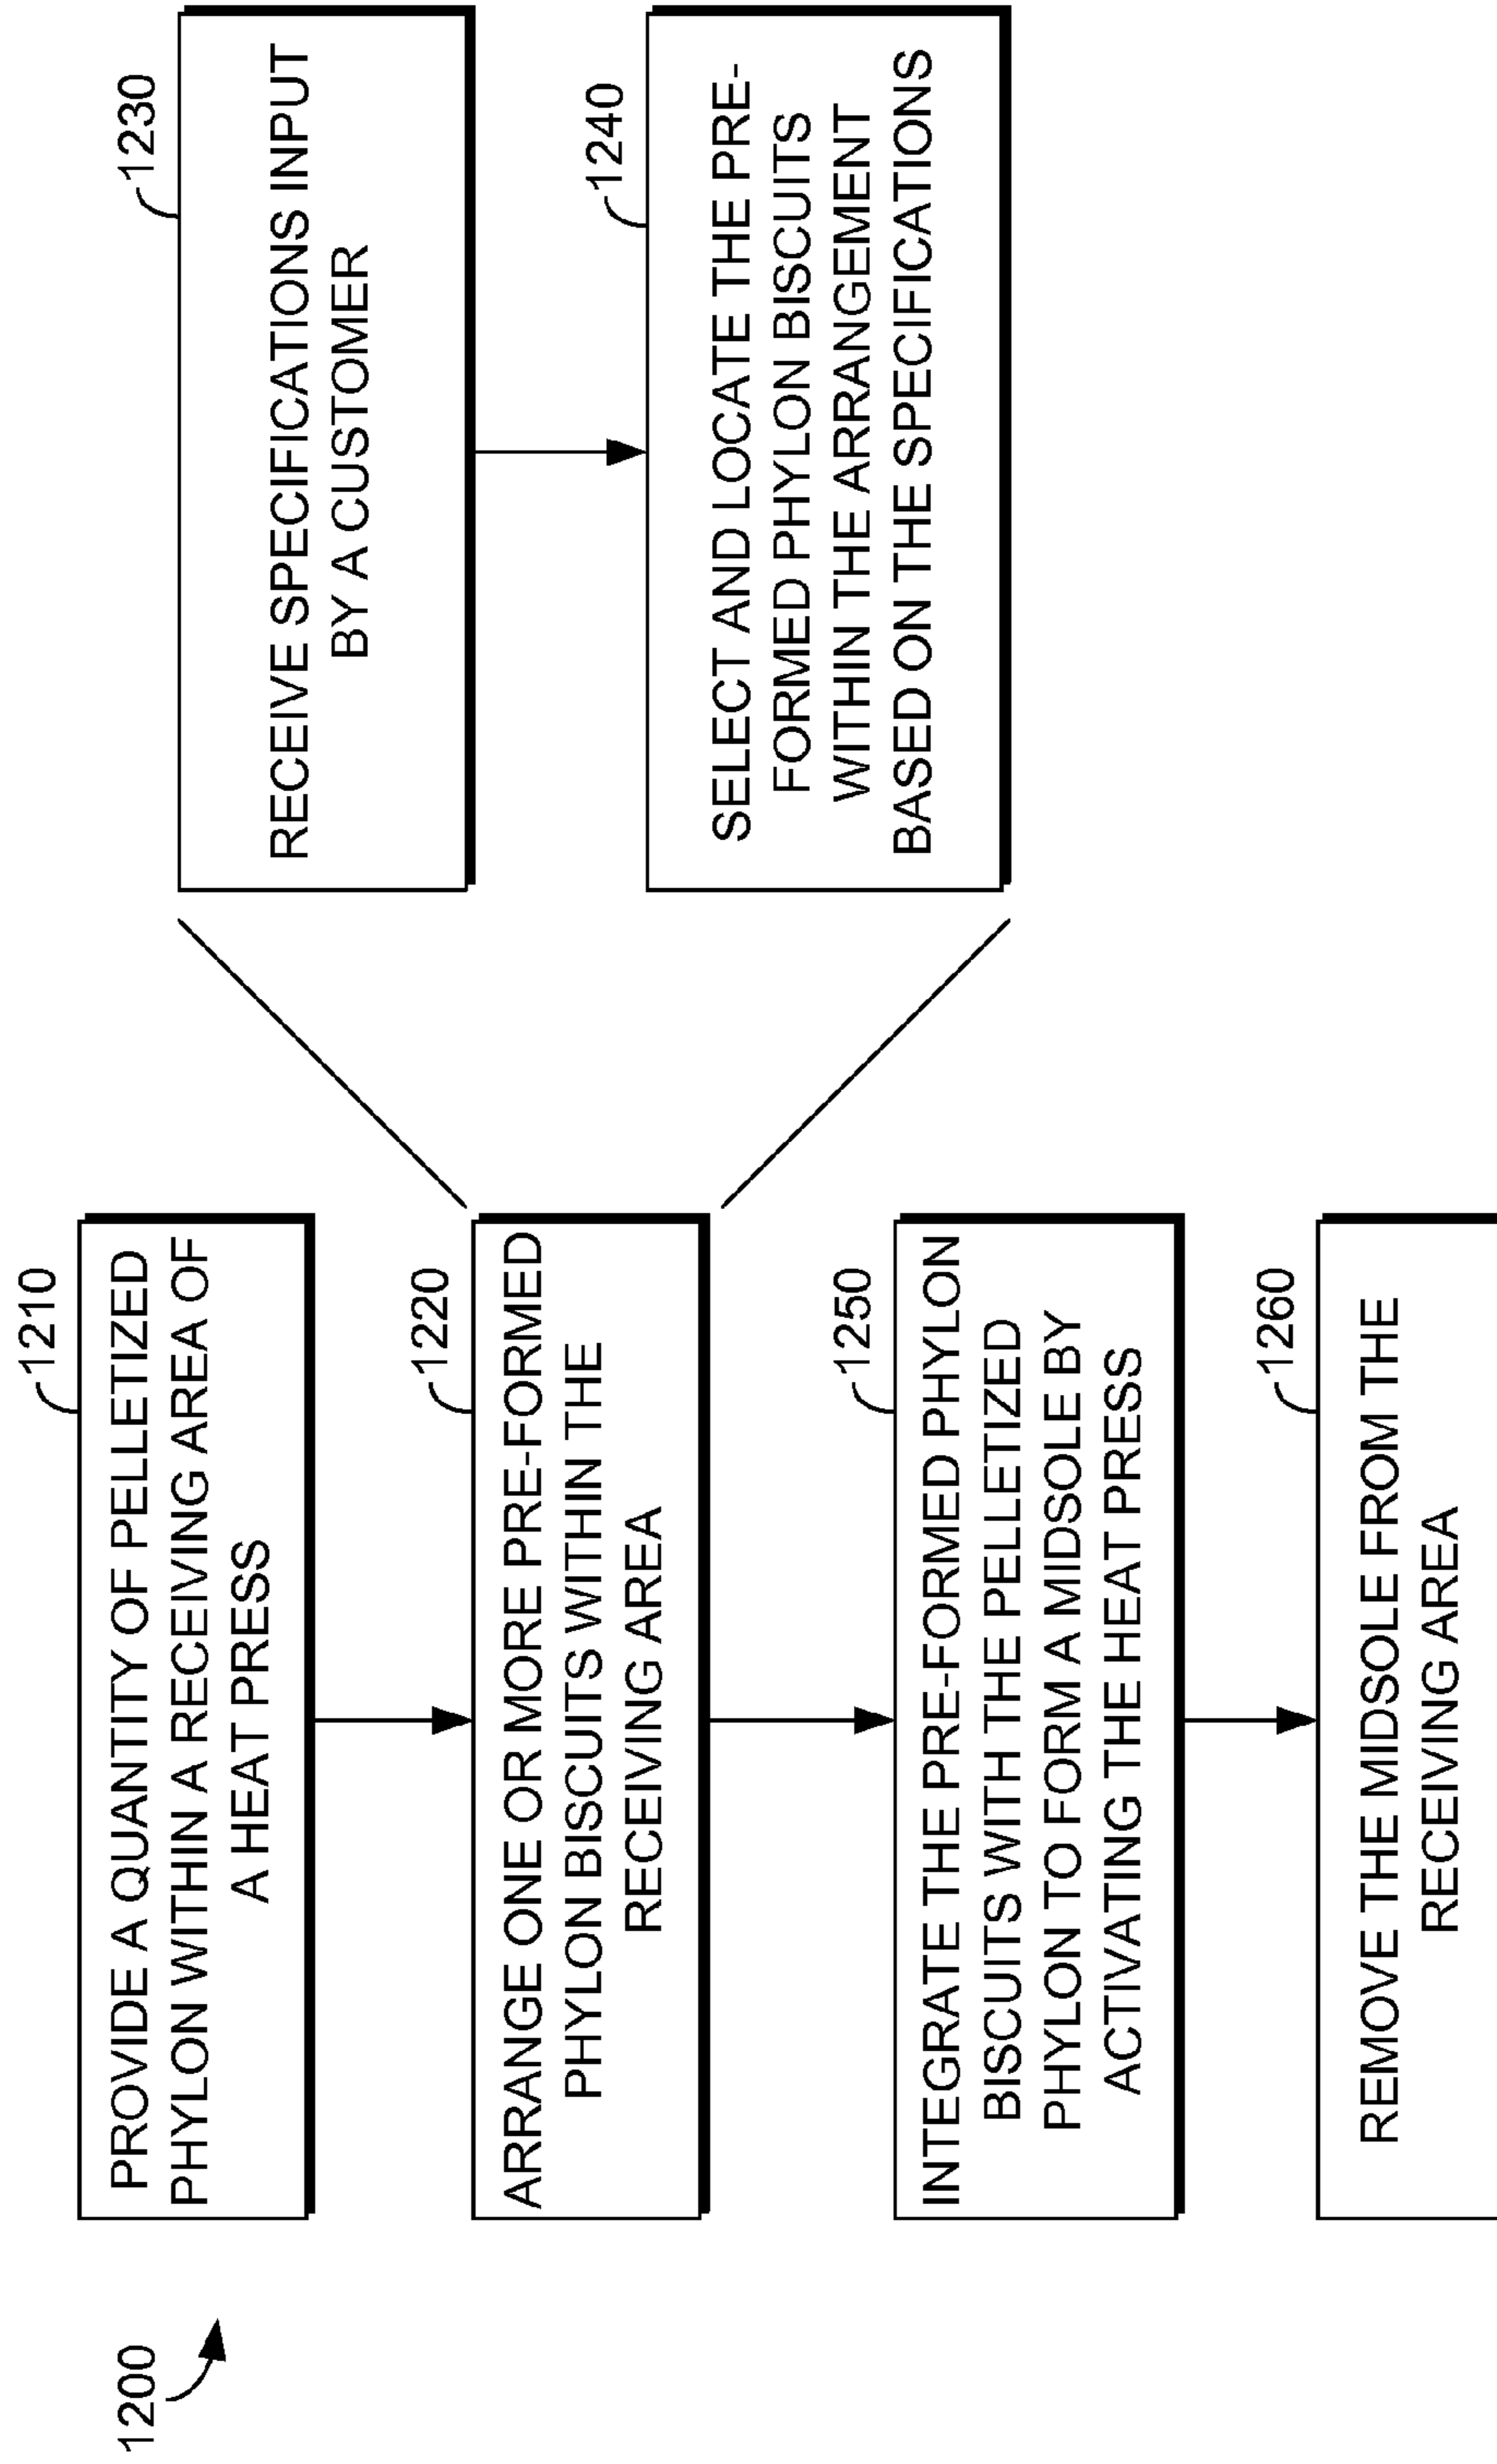 1200
1210
PROVIDE A QUANTITY OF PELLETIZED
PHYLON WITHIN A RECEIVING AREA OF
A HEAT PRESS
1220
ARRANGE ONE OR MORE PRE-FORMED
PHYLON BISCUITS WITHIN THE
RECEIVING AREA
1230
RECEIVE SPECIFICATIONS INPUT
BY A CUSTOMER
1240
SELECT AND LOCATE THE PRE-
FORMED PHYLON BISCUITS
WITHIN THE ARRANGEMENT
BASED ON THE SPECIFICATIONS
1250
INTEGRATE THE PRE-FORMED PHYLON
BISCUITS WITH THE PELLETIZED
PHYLON TO FORM A MIDSOLE BY
ACTIVATING THE HEAT PRESS
1260
REMOVE THE MIDSOLE FROM THE
RECEIVING AREA